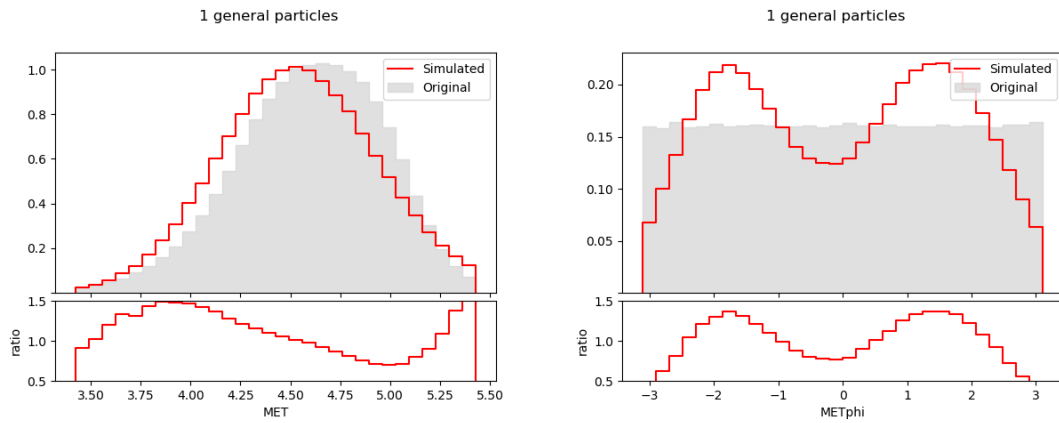 1 general particles
1.0
0.8
0.6
0.4
0.2
Simulated
Original
1.5
1.0
0.5
ratio
3.50 3.75 4.00 4.25 4.50 4.75 5.00 5.25 5.50
MET
1 general particles
0.20
0.15
0.10
0.05
Simulated
Original
1.5
1.0
0.5
ratio
−3 −2 −1 0 1 2 3
METphi